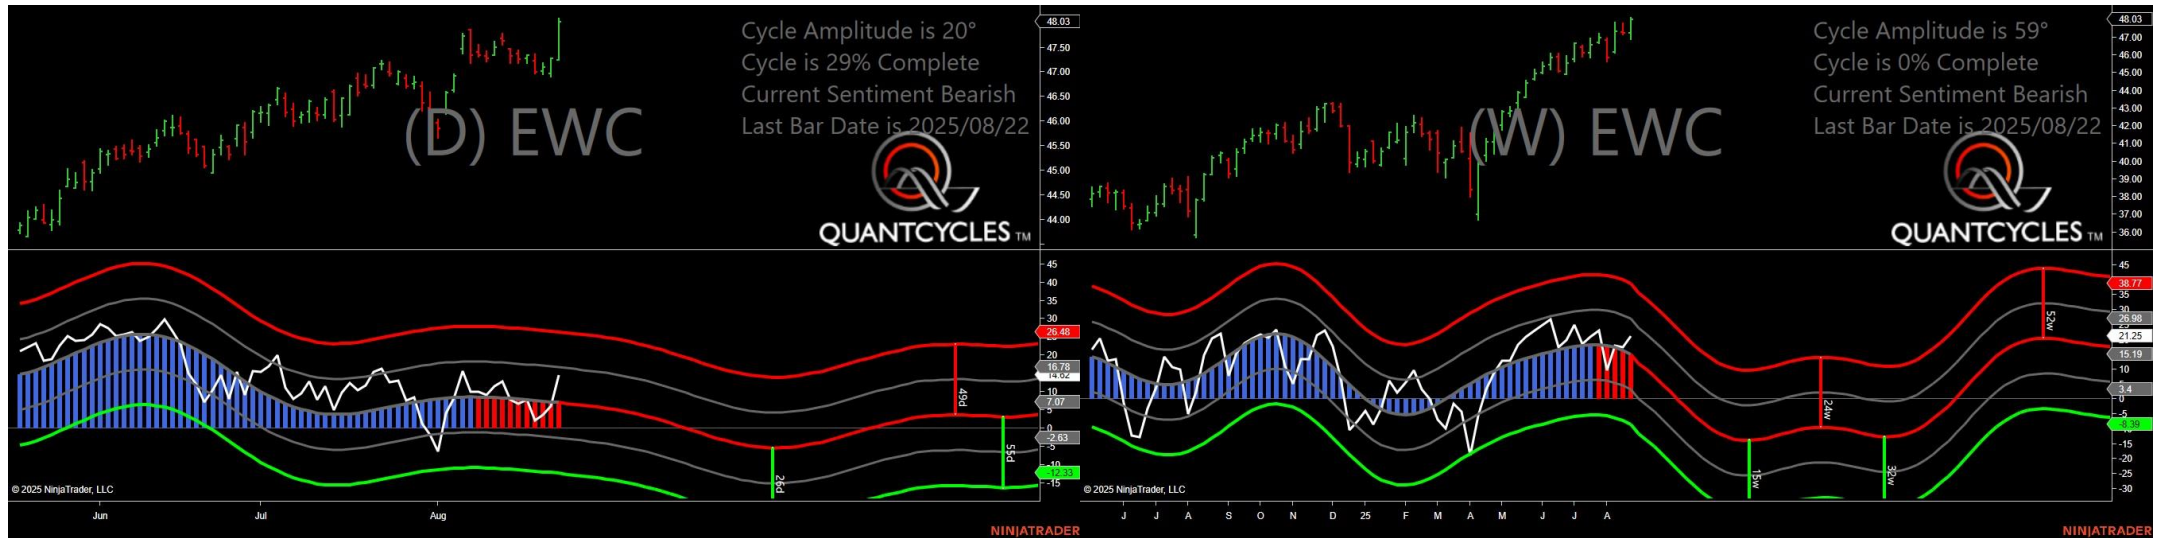 Cycle Amplitude is 20°
Cycle is 29% Complete
Current Sentiment Bearish
Last Bar Date is 2025/08/22
(D) EWC
QUANTCYCLES TM
48.03
47.50
47.00
46.50
46.00
45.50
45.00
44.50
44.00
45
40
35
30
26.48
20
16.78
10
7.07
5
0
-2.63
-5
-12.33
-15
49d
26d
55d
© 2025 NinjaTrader, LLC
Jun Jul Aug
NINJATRADER
Cycle Amplitude is 59°
Cycle is 0% Complete
Current Sentiment Bearish
Last Bar Date is 2025/08/22
(W) EWC
QUANTCYCLES TM
48.03
47.00
46.00
45.00
44.00
43.00
42.00
41.00
40.00
39.00
38.00
37.00
36.00
45
38.77
35
26.98
21.25
15.19
3.4
0
-5
-8.39
-15
-20
-25
-30
52w
24w
15w
32w
© 2025 NinjaTrader, LLC
J J A S O N D 25 F M A M J J A
NINJATRADER